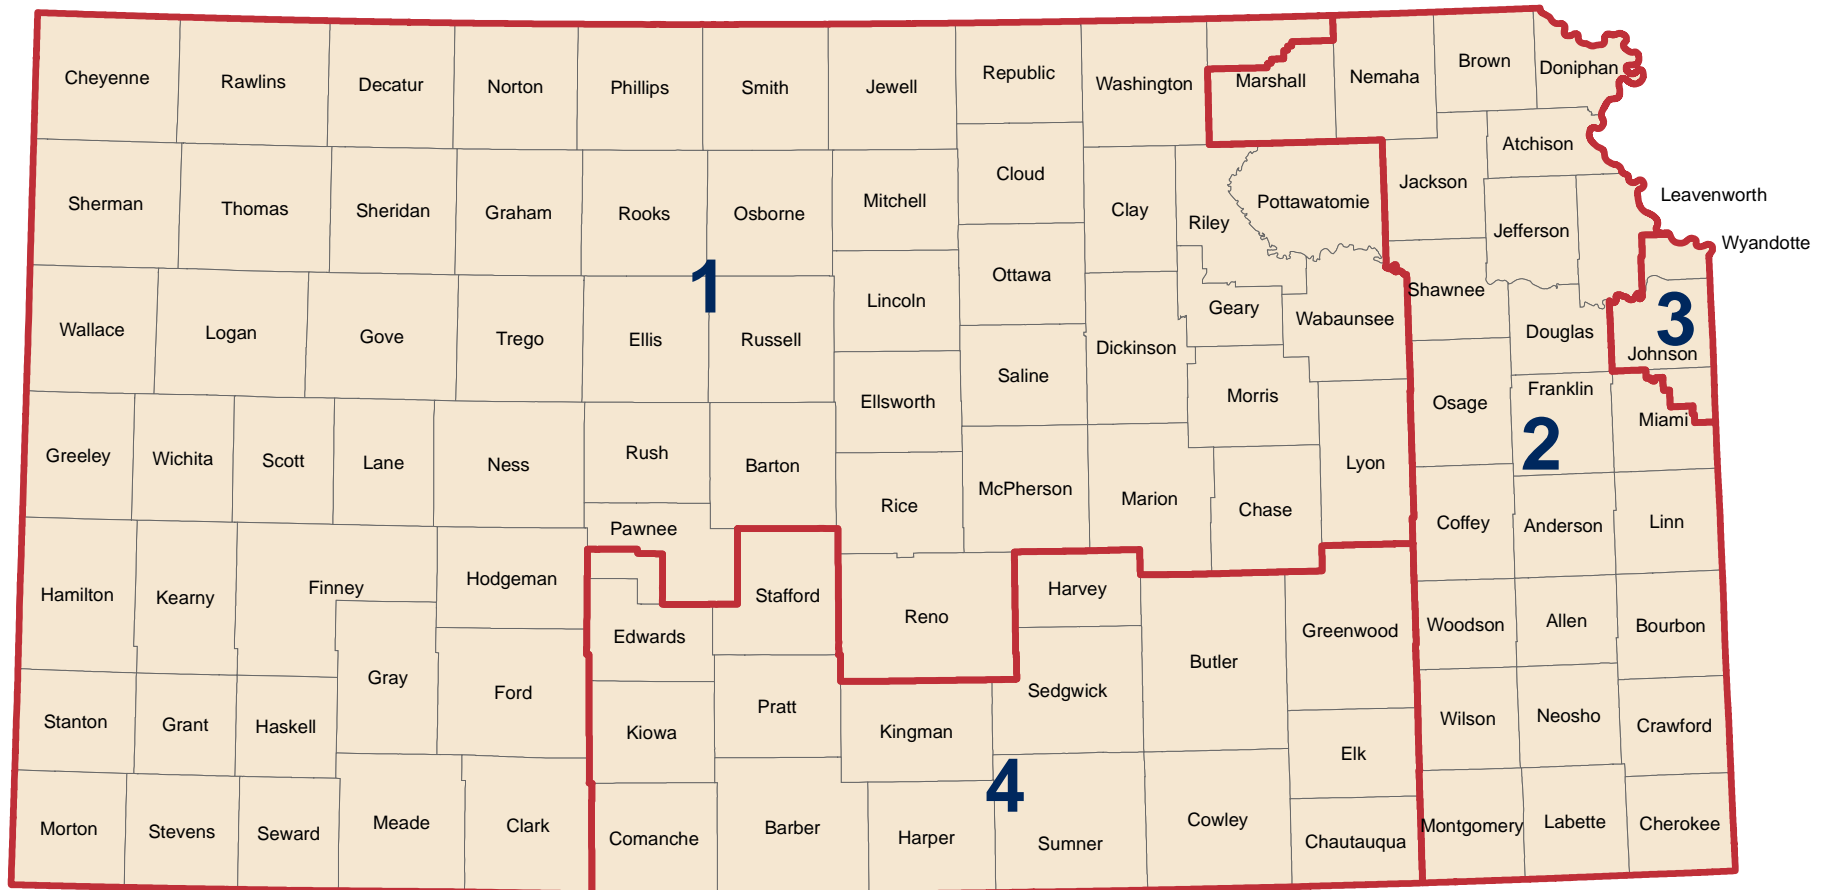 Cheyenne
Rawlins
Decatur
Norton
Phillips
Smith
Jewell
Republic
Washington
Marshall
Nemaha
Brown
Doniphan
Sherman
Thomas
Sheridan
Graham
Rooks
Osborne
Mitchell
Cloud
Clay
Riley
Pottawatomie
Jackson
Atchison
Jefferson
Leavenworth
Wyandotte
1
Wallace
Logan
Gove
Trego
Ellis
Russell
Lincoln
Ottawa
Dickinson
Geary
Wabaunsee
Shawnee
Douglas
3
Johnson
Greeley
Wichita
Scott
Lane
Ness
Rush
Barton
Ellsworth
Saline
Morris
Osage
Franklin
2
Miami
Pawnee
Rice
McPherson
Marion
Chase
Lyon
Coffey
Anderson
Linn
Hamilton
Kearny
Finney
Hodgeman
Edwards
Stafford
Reno
Harvey
Butler
Greenwood
Woodson
Allen
Bourbon
Stanton
Grant
Haskell
Gray
Ford
Kiowa
Pratt
Kingman
Sedgwick
Elk
Wilson
Neosho
Crawford
4
Morton
Stevens
Seward
Meade
Clark
Comanche
Barber
Harper
Sumner
Cowley
Chautauqua
Montgomery
Labette
Cherokee